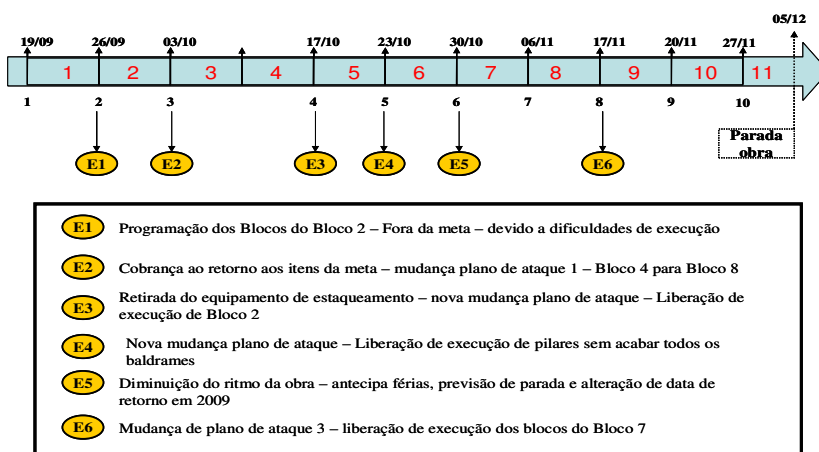 05/12
19/09 26/09 03/10 17/10 23/10 30/10 06/11 17/11 20/11 27/11
1 2 3 4 5 6 7 8 9 10 11
1 2 3 4 5 6 7 8 9 10
Parada
obra
E1 E2 E3 E4 E5 E6
E1 Programação dos Blocos do Bloco 2 – Fora da meta – devido a dificuldades de execução
E2 Cobrança ao retorno aos itens da meta – mudança plano de ataque 1 – Bloco 4 para Bloco 8
E3 Retirada do equipamento de estaqueamento – nova mudança plano de ataque – Liberação de
execução de Bloco 2
E4 Nova mudança plano de ataque – Liberação de execução de pilares sem acabar todos os
baldrames
E5 Diminuição do ritmo da obra – antecipa férias, previsão de parada e alteração de data de
retorno em 2009
E6 Mudança de plano de ataque 3 – liberação de execução dos blocos do Bloco 7